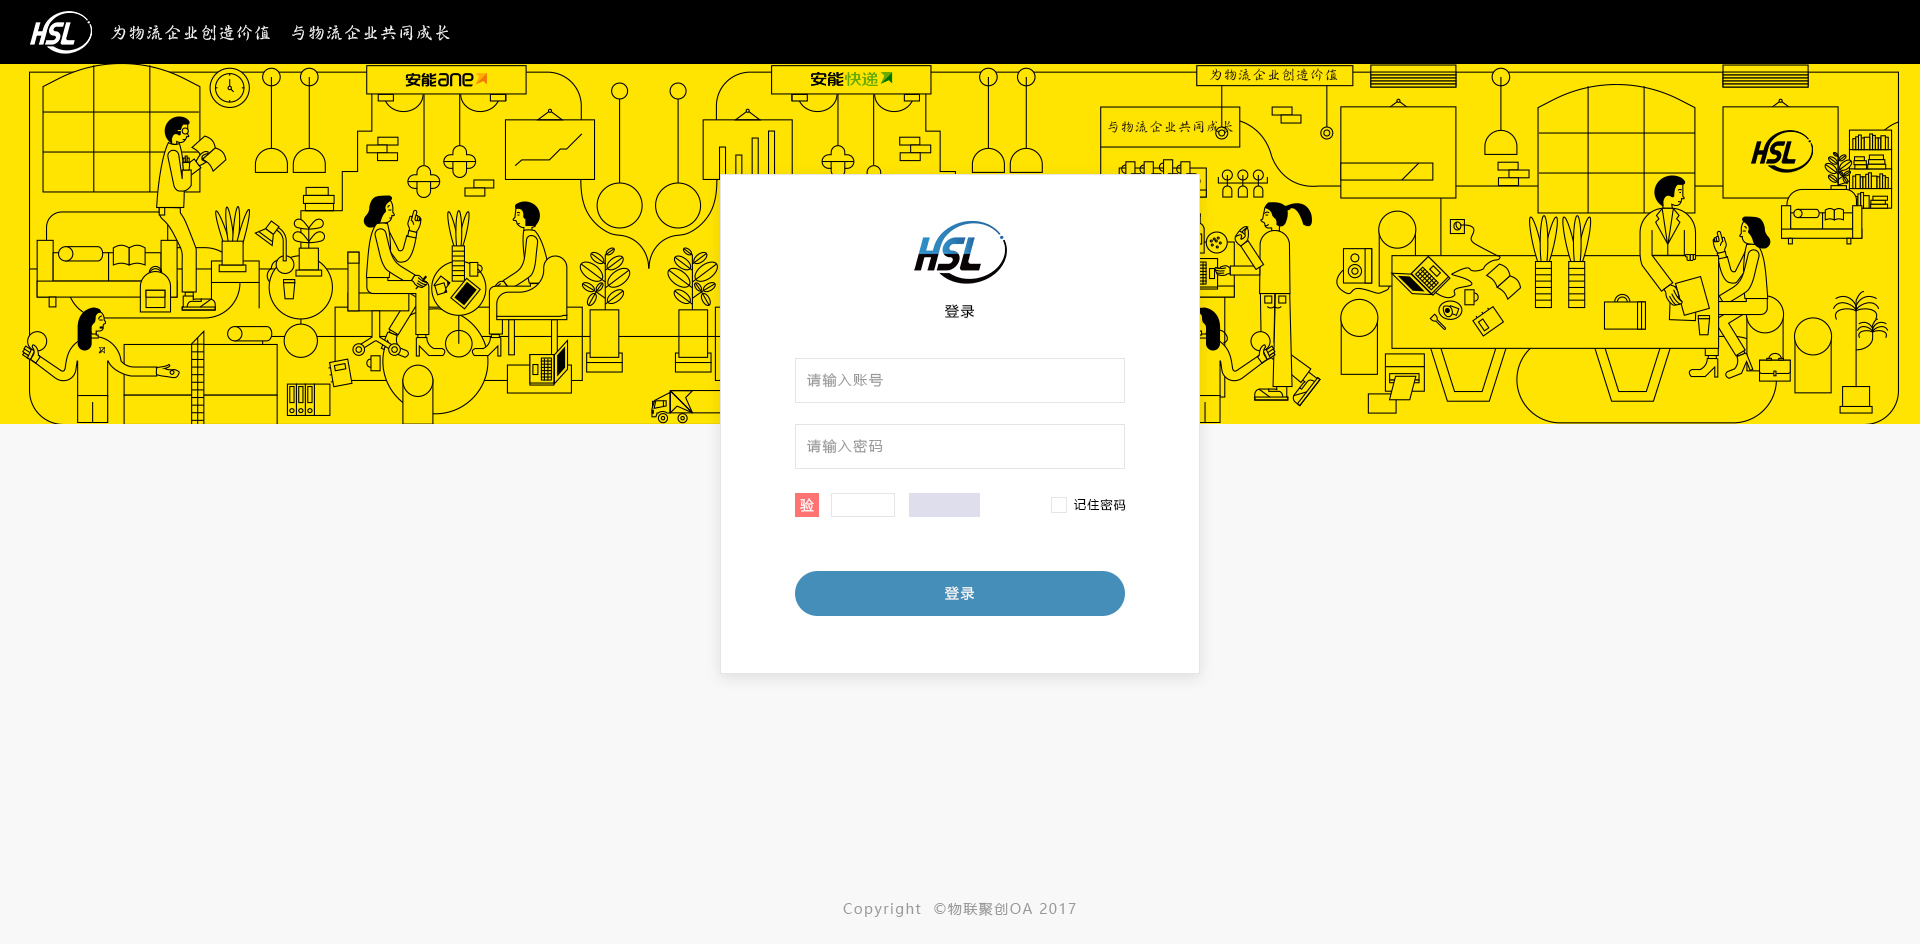 HSL 为物流企业创造价值 与物流企业共同成长
安能ane
安能快递
为物流企业创造价值
与物流企业共同成长
HSL
HSL
登录
请输入账号
请输入密码
验
记住密码
登录
Copyright ©物联聚创OA 2017